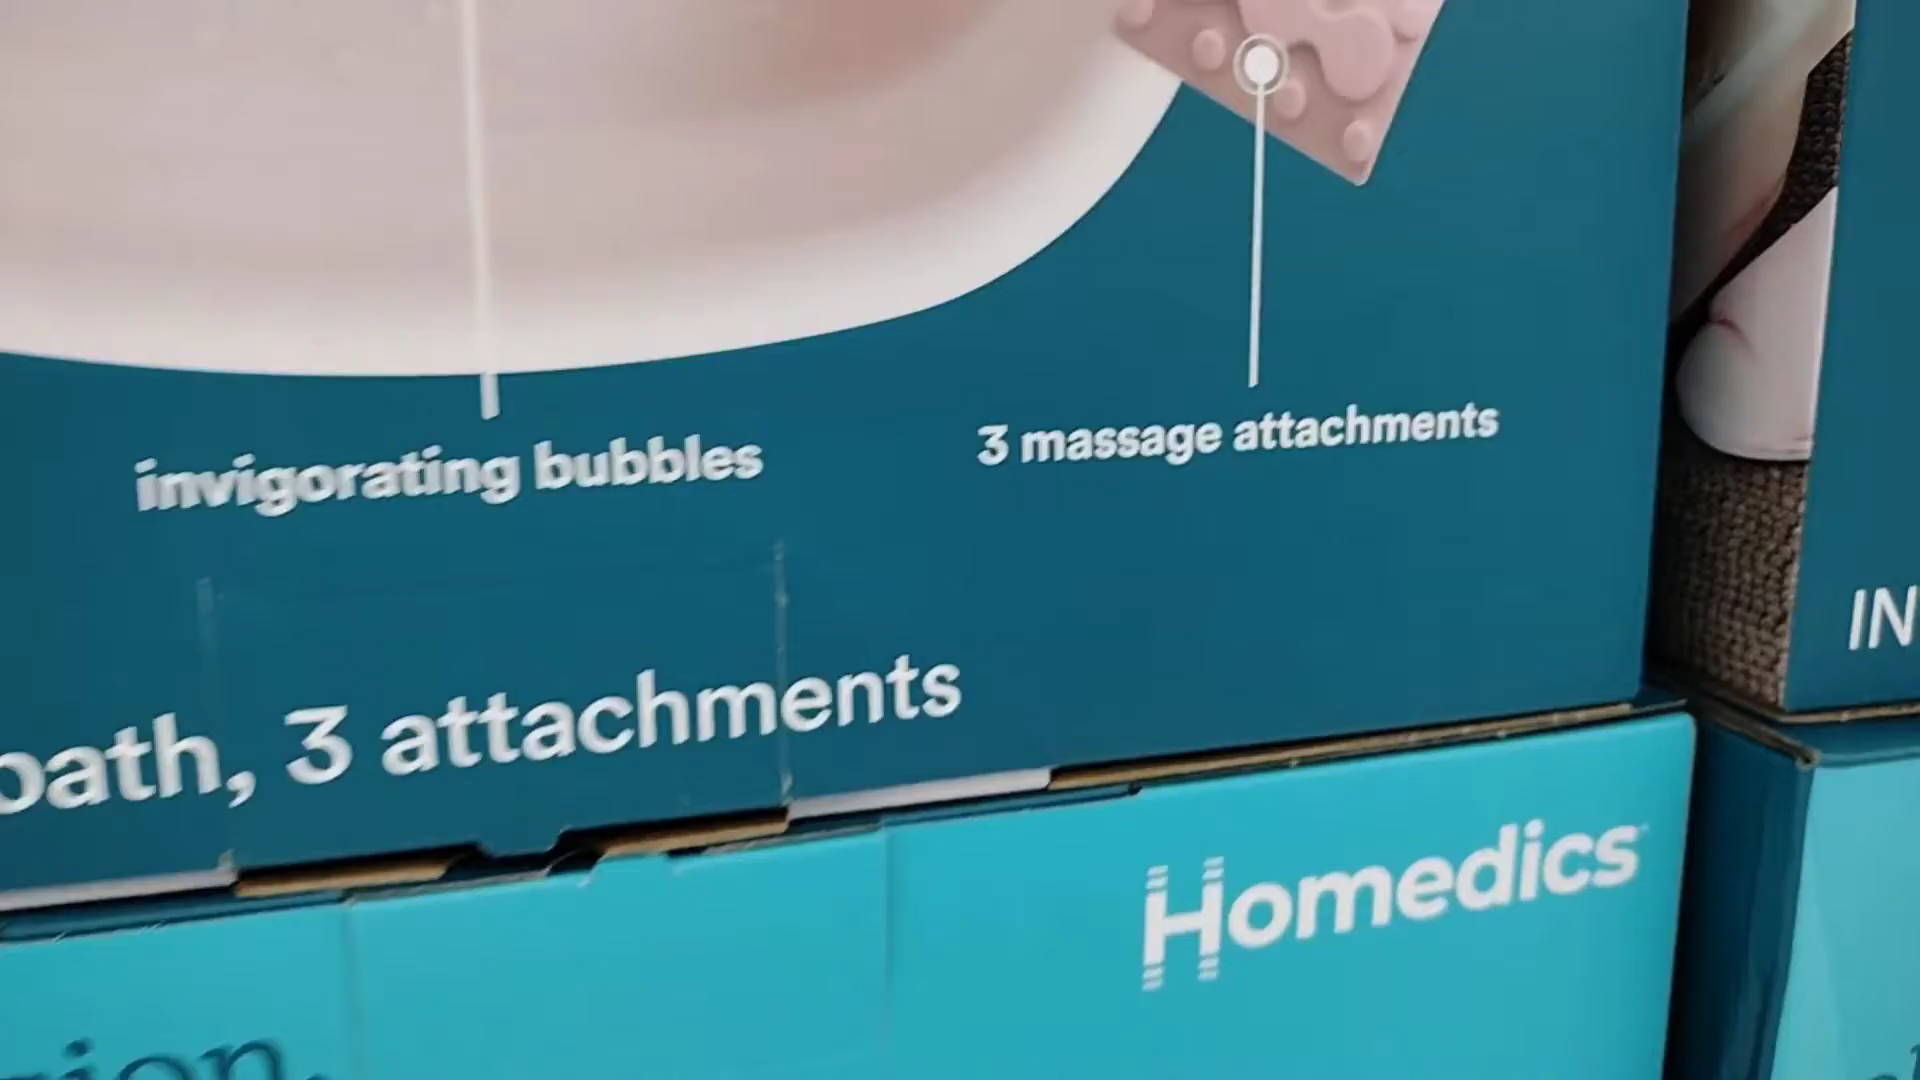 invigorating bubbles
3 massage attachments
bath, 3 attachments
IN
Homedics